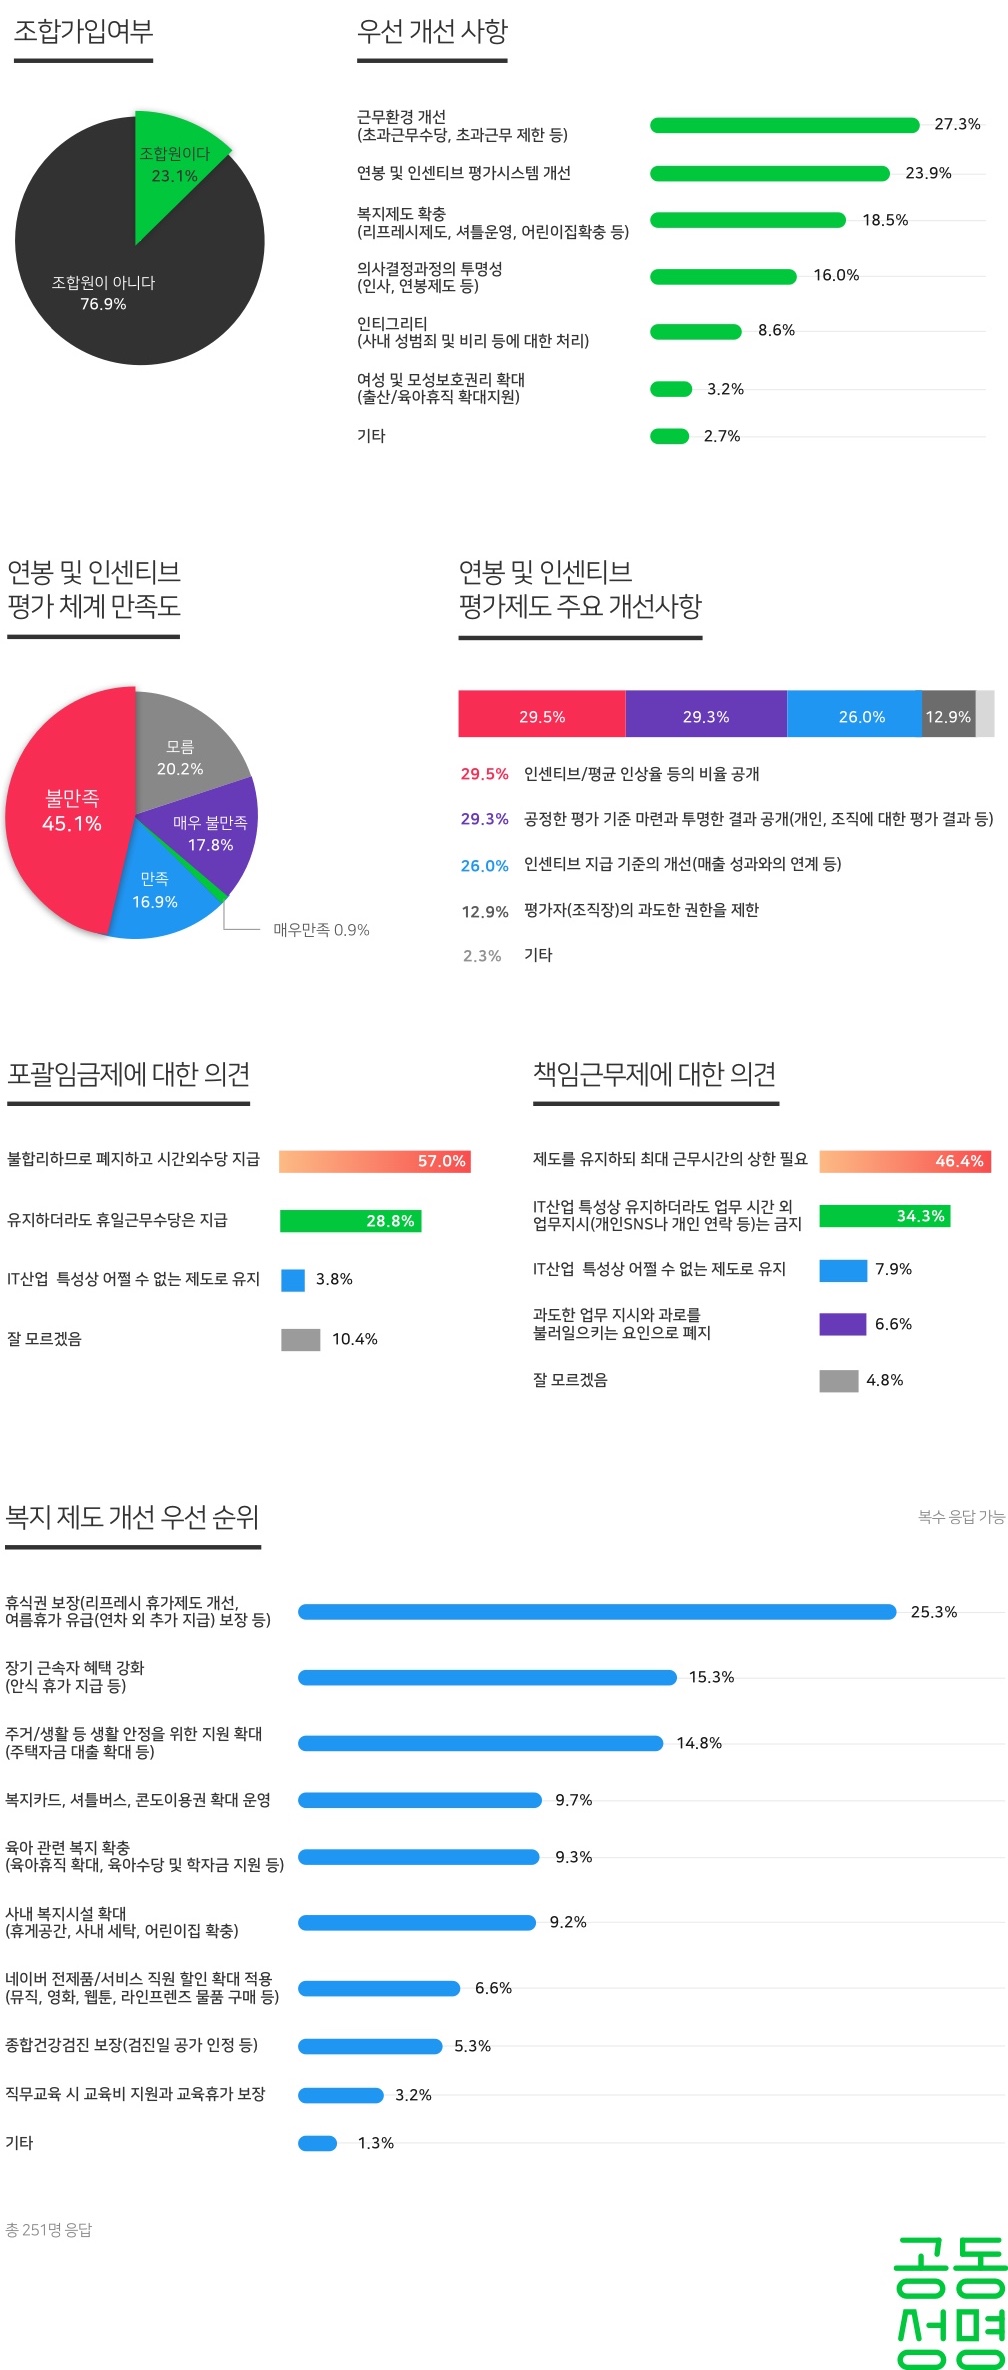 조합가입여부
조합원이다
23.1%
조합원이 아니다
76.9%
우선 개선 사항
근무환경 개선
(초과근무수당, 초과근무 제한 등)
27.3%
연봉 및 인센티브 평가시스템 개선
23.9%
복지제도 확충
(리프레시제도, 셔틀운영, 어린이집확충 등)
18.5%
의사결정과정의 투명성
(인사, 연봉제도 등)
16.0%
인티그리티
(사내 성범죄 및 비리 등에 대한 처리)
8.6%
여성 및 모성보호권리 확대
(출산/육아휴직 확대지원)
3.2%
기타
2.7%
연봉 및 인센티브
평가 체계 만족도
모름
20.2%
불만족
45.1%
매우 불만족
17.8%
만족
16.9%
매우만족 0.9%
연봉 및 인센티브
평가제도 주요 개선사항
29.5% 29.3% 26.0% 12.9%
29.5% 인센티브/평균 인상율 등의 비율 공개
29.3% 공정한 평가 기준 마련과 투명한 결과 공개(개인, 조직에 대한 평가 결과 등)
26.0% 인센티브 지급 기준의 개선(매출 성과와의 연계 등)
12.9% 평가자(조직장)의 과도한 권한을 제한
2.3% 기타
포괄임금제에 대한 의견
불합리하므로 폐지하고 시간외수당 지급 57.0%
유지하더라도 휴일근무수당은 지급 28.8%
IT산업 특성상 어쩔 수 없는 제도로 유지 3.8%
잘 모르겠음 10.4%
책임근무제에 대한 의견
제도를 유지하되 최대 근무시간의 상한 필요 46.4%
IT산업 특성상 유지하더라도 업무 시간 외
업무지시(개인SNS나 개인 연락 등)는 금지
34.3%
IT산업 특성상 어쩔 수 없는 제도로 유지 7.9%
과도한 업무 지시와 과로를
불러일으키는 요인으로 폐지
6.6%
잘 모르겠음 4.8%
복지 제도 개선 우선 순위
복수 응답 가능
휴식권 보장(리프레시 휴가제도 개선,
여름휴가 유급(연차 외 추가 지급) 보장 등)
25.3%
장기 근속자 혜택 강화
(안식 휴가 지급 등)
15.3%
주거/생활 등 생활 안정을 위한 지원 확대
(주택자금 대출 확대 등)
14.8%
복지카드, 셔틀버스, 콘도이용권 확대 운영 9.7%
육아 관련 복지 확충
(육아휴직 확대, 육아수당 및 학자금 지원 등)
9.3%
사내 복지시설 확대
(휴게공간, 사내 세탁, 어린이집 확충)
9.2%
네이버 전제품/서비스 직원 할인 확대 적용
(뮤직, 영화, 웹툰, 라인프렌즈 물품 구매 등)
6.6%
종합건강검진 보장(검진일 공가 인정 등) 5.3%
직무교육 시 교육비 지원과 교육휴가 보장 3.2%
기타 1.3%
총 251명 응답
공동
성명